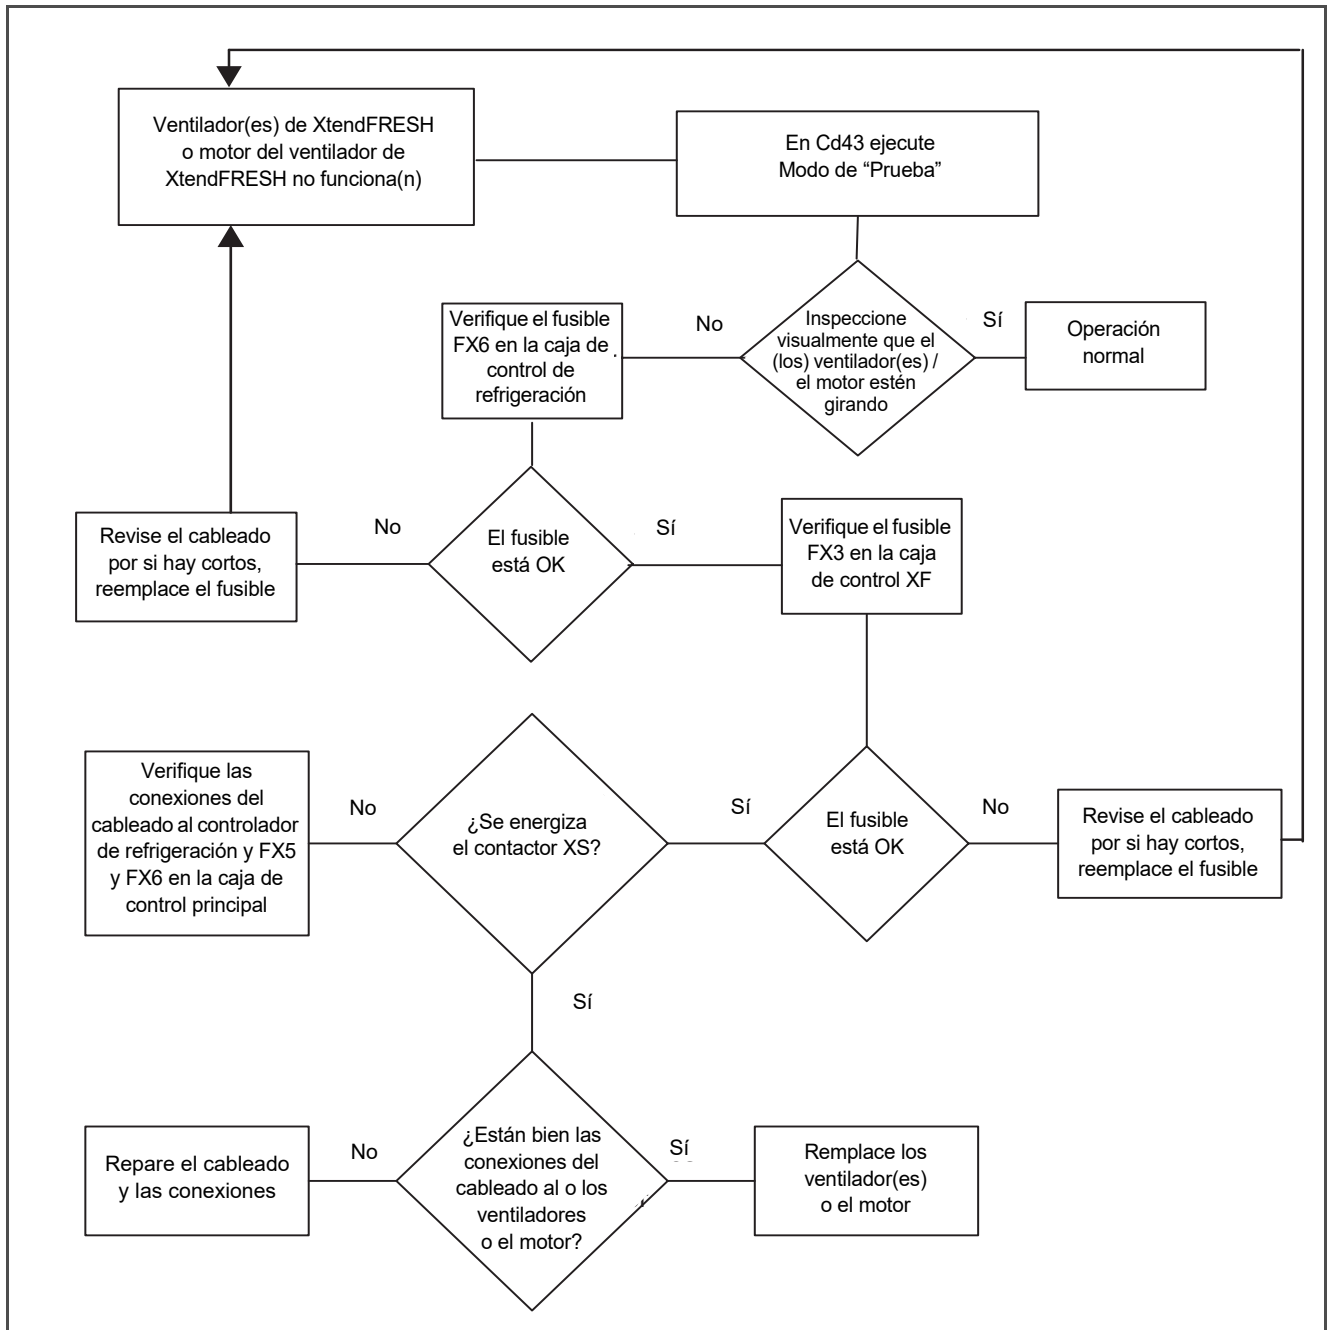 Ventilador(es) de XtendFRESH
o motor del ventilador de
XtendFRESH no funciona(n)
En Cd43 ejecute
Modo de “Prueba”
Verifique el fusible
FX6 en la caja de
control de
refrigeración
No
Inspeccione
visualmente que el
(los) ventilador(es) /
el motor estén
girando
Sí
Operación
normal
Revise el cableado
por si hay cortos,
reemplace el fusible
No
El fusible
está OK
Sí
Verifique el fusible
FX3 en la caja
de control XF
Verifique las
conexiones del
cableado al controlador
de refrigeración y FX5
y FX6 en la caja de
control principal
No
¿Se energiza
el contactor XS?
Sí
El fusible
está OK
No
Revise el cableado
por si hay cortos,
reemplace el fusible
Sí
Repare el cableado
y las conexiones
No
¿Están bien las
conexiones del
cableado al o los
ventiladores
o el motor?
Sí
Remplace los
ventilador(es)
o el motor